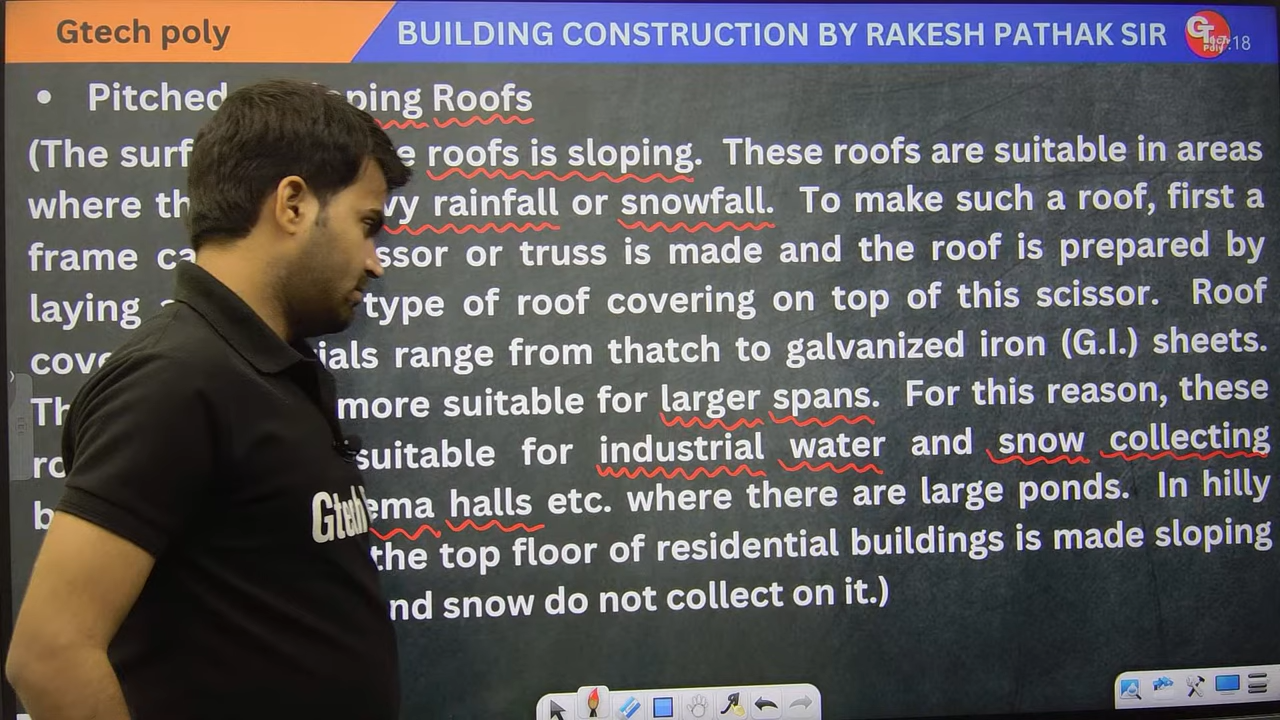 Gtech poly
BUILDING CONSTRUCTION BY RAKESH PATHAK SIR
GT
Poly
:18
• Pitched ping Roofs
(The surf e roofs is sloping. These roofs are suitable in areas
where th vy rainfall or snowfall. To make such a roof, first a
frame ca ssor or truss is made and the roof is prepared by
laying type of roof covering on top of this scissor. Roof
cove ials range from thatch to galvanized iron (G.I.) sheets.
Th more suitable for larger spans. For this reason, these
ro suitable for industrial water and snow collecting
b ema halls etc. where there are large ponds. In hilly
the top floor of residential buildings is made sloping
nd snow do not collect on it.)
Gtech